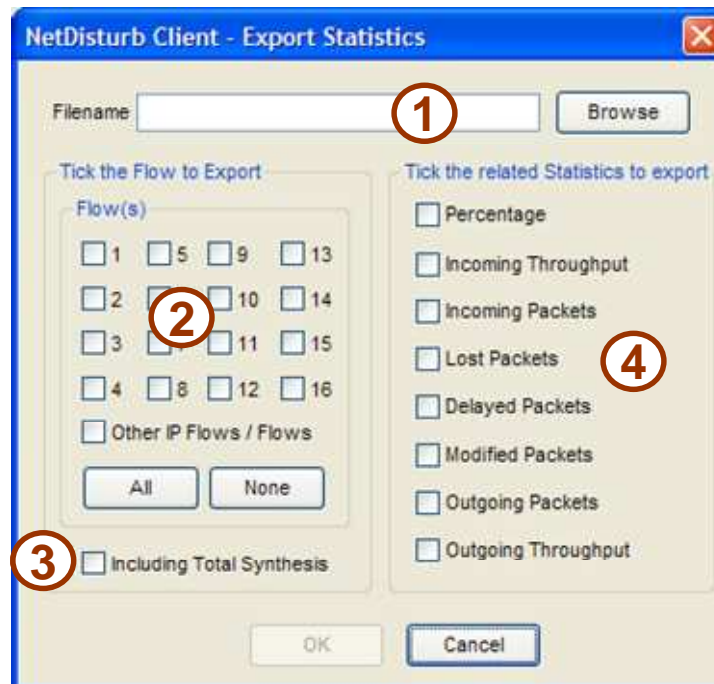 NetDisturb Client - Export Statistics
Filename
1
Browse
Tick the Flow to Export
Flow(s)
1 5 9 13
2 10 14
3 11 15
4 8 12 16
2
Other IP Flows / Flows
All None
3
Including Total Synthesis
Tick the related Statistics to export
Percentage
Incoming Throughput
Incoming Packets
Lost Packets
4
Delayed Packets
Modified Packets
Outgoing Packets
Outgoing Throughput
OK Cancel